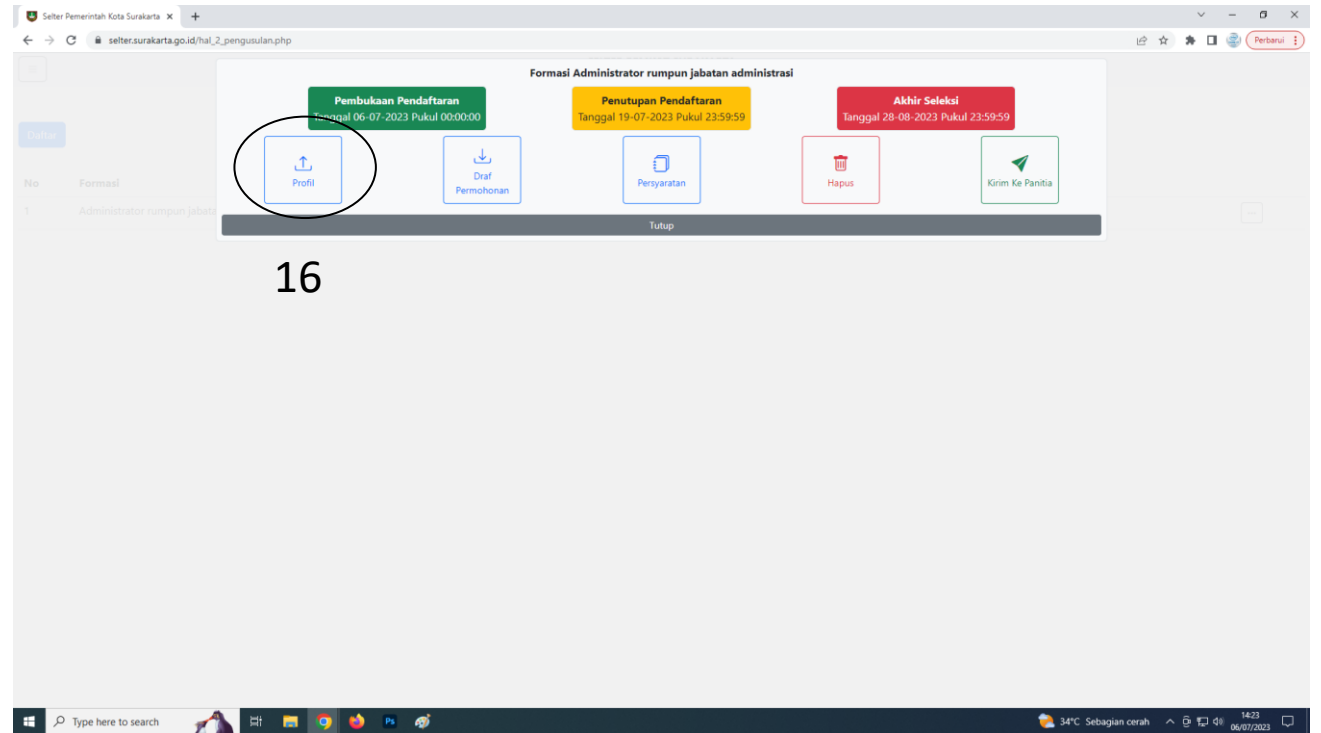 Selter Pemerintah Kota Surakarta
selter.surakarta.go.id/hal_2_pengusulan.php
Perbarui
Formasi Administrator rumpun jabatan administrasi
Pembukaan Pendaftaran
Tanggal 06-07-2023 Pukul 00:00:00
Penutupan Pendaftaran
Tanggal 19-07-2023 Pukul 23:59:59
Akhir Seleksi
Tanggal 28-08-2023 Pukul 23:59:59
Daftar
Profil
Draf
Permohonan
Persyaratan
Hapus
Kirim Ke Panitia
No Formasi
1 Administrator rumpun jabata
Tutup
16
Type here to search
Ps
34°C Sebagian cerah
14:23
06/07/2023